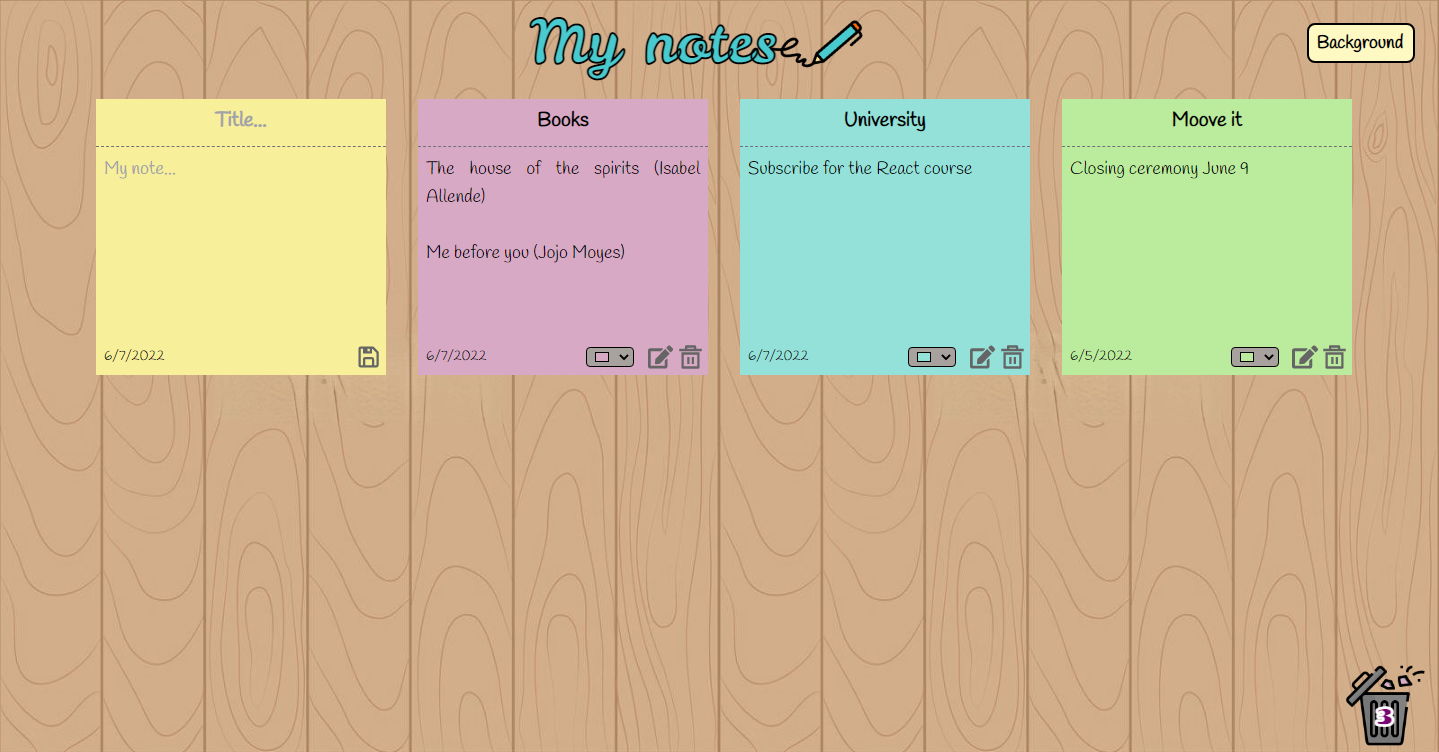 My notes
Background
Title...
My note...
6/7/2022
Books
The house of the spirits (Isabel
Allende)
Me before you (Jojo Moyes)
6/7/2022
University
Subscribe for the React course
6/7/2022
Moove it
Closing ceremony June 9
6/5/2022
3